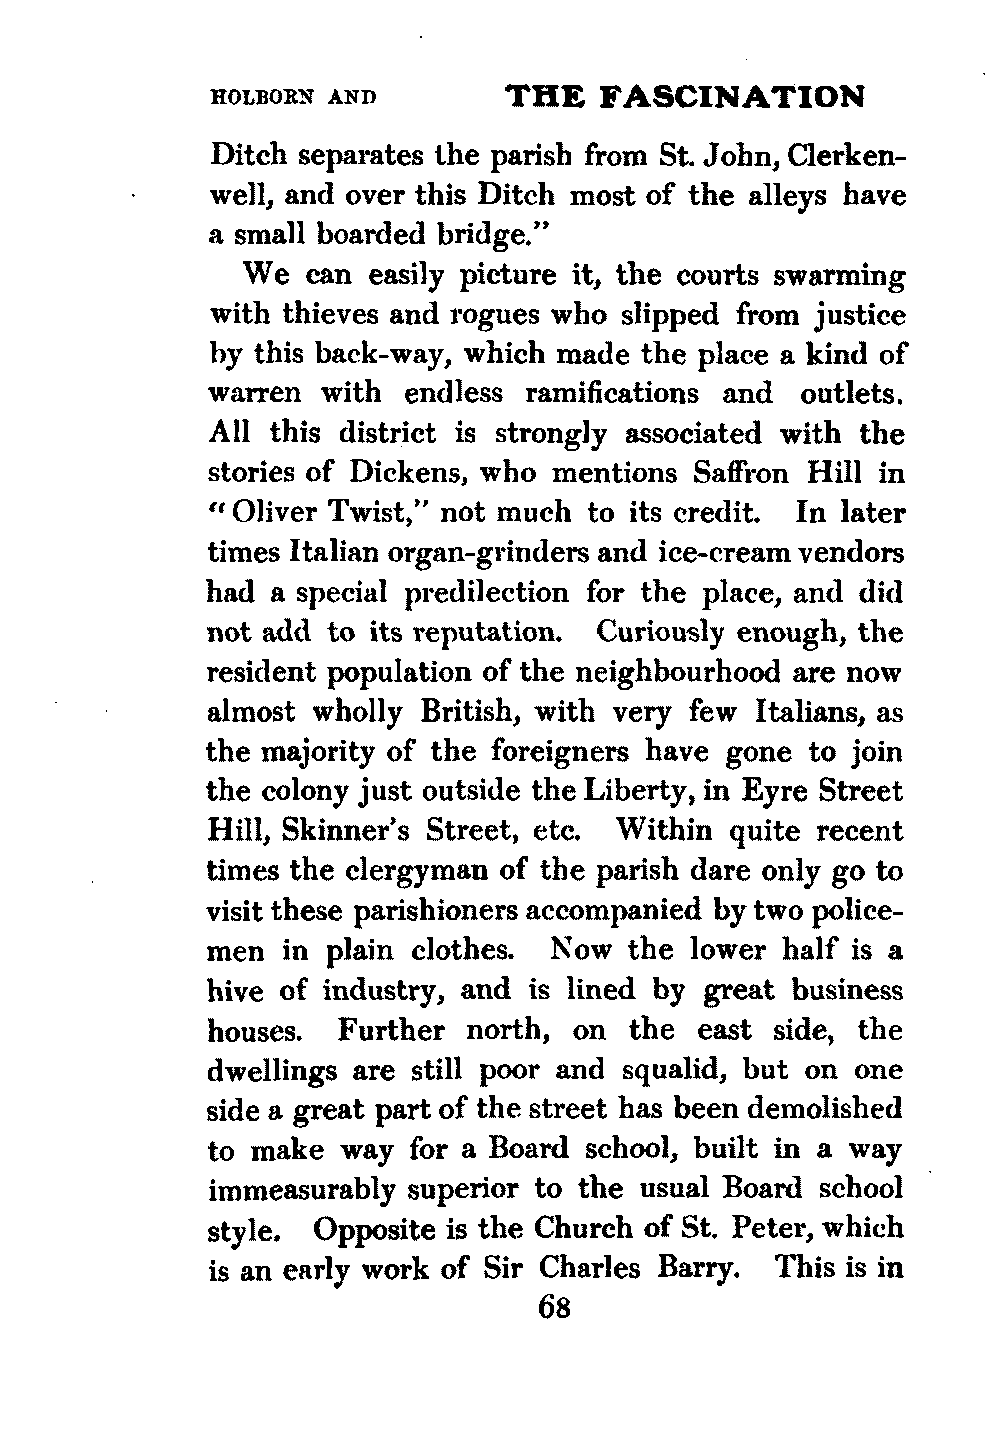 HOLBORN AND THE FASCINATION
Ditch separates the parish from St. John, Clerken-
well, and over this Ditch most of the alleys have
a small boarded bridge."
We can easily picture it, the courts swarming
with thieves and rogues who slipped from justice
by this back-way, which made the place a kind of
warren with endless ramifications and outlets.
All this district is strongly associated with the
stories of Dickens, who mentions Saffron Hill in
"Oliver Twist," not much to its credit. In later
times Italian organ-grinders and ice-cream vendors
had a special predilection for the place, and did
not add to its reputation. Curiously enough, the
resident population of the neighbourhood are now
almost wholly British, with very few Italians, as
the majority of the foreigners have gone to join
the colony just outside the Liberty, in Eyre Street
Hill, Skinner's Street, etc. Within quite recent
times the clergyman of the parish dare only go to
visit these parishioners accompanied by two police-
men in plain clothes. Now the lower half is a
hive of industry, and is lined by great business
houses. Further north, on the east side, the
dwellings are still poor and squalid, but on one
side a great part of the street has been demolished
to make way for a Board school, built in a way
immeasurably superior to the usual Board school
style. Opposite is the Church of St. Peter, which
is an early work of Sir Charles Barry. This is in
68